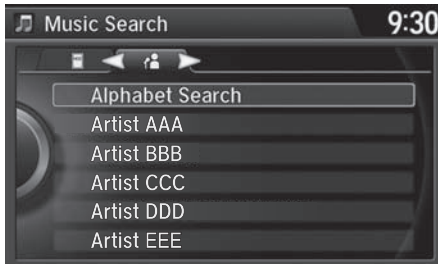 Music Search
9:30
Alphabet Search
Artist AAA
Artist BBB
Artist CCC
Artist DDD
Artist EEE